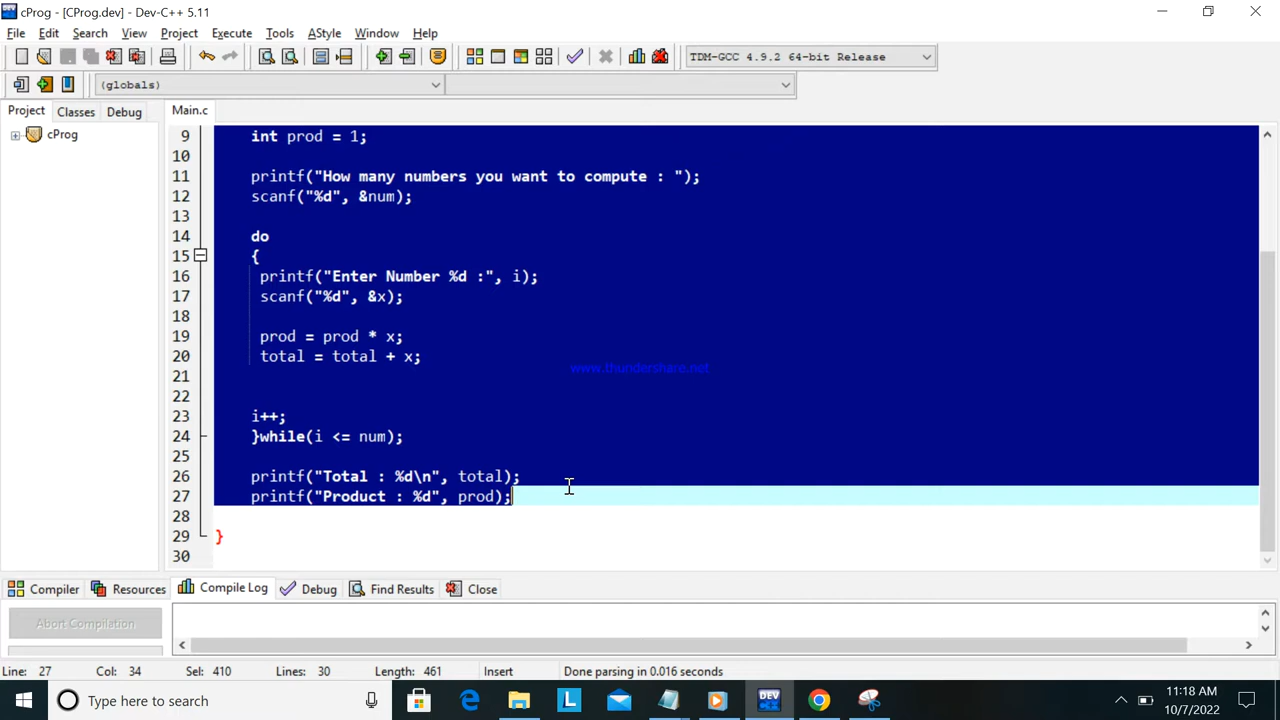 cProg - [CProg.dev] - Dev-C++ 5.11
File Edit Search View Project Execute Tools AStyle Window Help
TDM-GCC 4.9.2 64-bit Release
(globals)
Project Classes Debug Main.c
cProg
9 int prod = 1;
10
11 printf("How many numbers you want to compute : ");
12 scanf("%d", &num);
13
14 do
15 {
16 printf("Enter Number %d :", i);
17 scanf("%d", &x);
18
19 prod = prod * x;
20 total = total + x;
www.thundershare.net
21
22
23 i++;
24 }while(i <= num);
25
26 printf("Total : %d\n", total);
27 printf("Product : %d", prod);
28
29 }
30
Compiler Resources Compile Log Debug Find Results Close
Abort Compilation
Line: 27 Col: 34 Sel: 410 Lines: 30 Length: 461 Insert Done parsing in 0.016 seconds
Type here to search
DEV
L
11:18 AM
10/7/2022